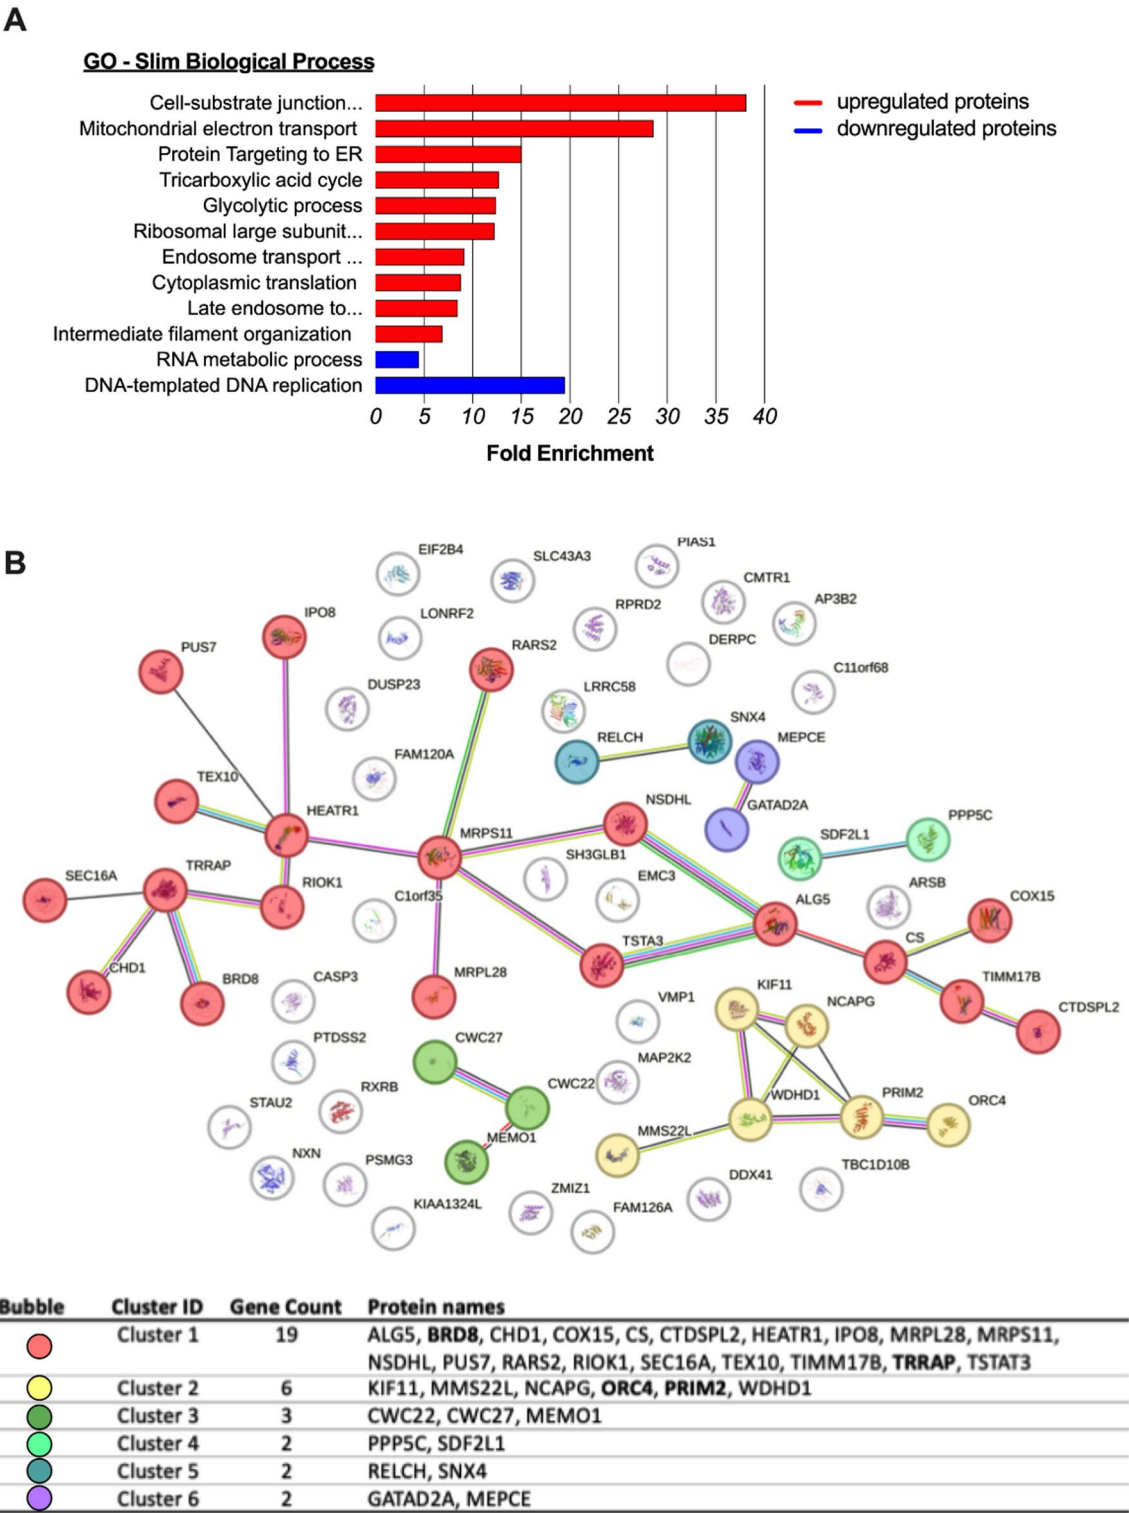 A
GO - Slim Biological Process
Cell-substrate junction...
Mitochondrial electron transport
Protein Targeting to ER
Tricarboxylic acid cycle
Glycolytic process
Ribosomal large subunit...
Endosome transport ...
Cytoplasmic translation
Late endosome to...
Intermediate filament organization
RNA metabolic process
DNA-templated DNA replication
0 5 10 15 20 25 30 35 40
Fold Enrichment
upregulated proteins
downregulated proteins
B
EIF2B4
SLC43A3
PIAS1
CMTR1
AP3B2
IPO8
LONRF2
RPRD2
DERPC
PUS7
RARS2
C11orf68
DUSP23
LRRC58
SNX4
RELCH
MEPCE
FAM120A
TEX10
HEATR1
NSDHL
GATAD2A
PPP5C
MRPS11
SDF2L1
SH3GLB1
EMC3
SEC16A
TRRAP
RIOK1
C1orf35
ALG5
ARSB
COX15
TSTA3
CS
CHD1
BRD8
CASP3
MRPL28
TIMM17B
KIF11
VMP1
NCAPG
CTDSPL2
PTDSS2
CWC27
MAP2K2
CWC22
RXRB
STAU2
WDHD1
PRIM2
ORC4
MEMO1
MMS22L
NXN
PSMG3
TBC1D10B
DDX41
KIAA1324L
ZMIZ1
FAM126A
Bubble Cluster ID Gene Count Protein names
Cluster 1 19 ALG5, BRD8, CHD1, COX15, CS, CTDSPL2, HEATR1, IPO8, MRPL28, MRPS11,
NSDHL, PUS7, RARS2, RIOK1, SEC16A, TEX10, TIMM17B, TRRAP, TSTAT3
Cluster 2 6 KIF11, MMS22L, NCAPG, ORC4, PRIM2, WDHD1
Cluster 3 3 CWC22, CWC27, MEMO1
Cluster 4 2 PPP5C, SDF2L1
Cluster 5 2 RELCH, SNX4
Cluster 6 2 GATAD2A, MEPCE